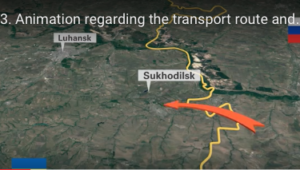 3. Animation regarding the transport route and...
Luhansk
Sukhodilsk